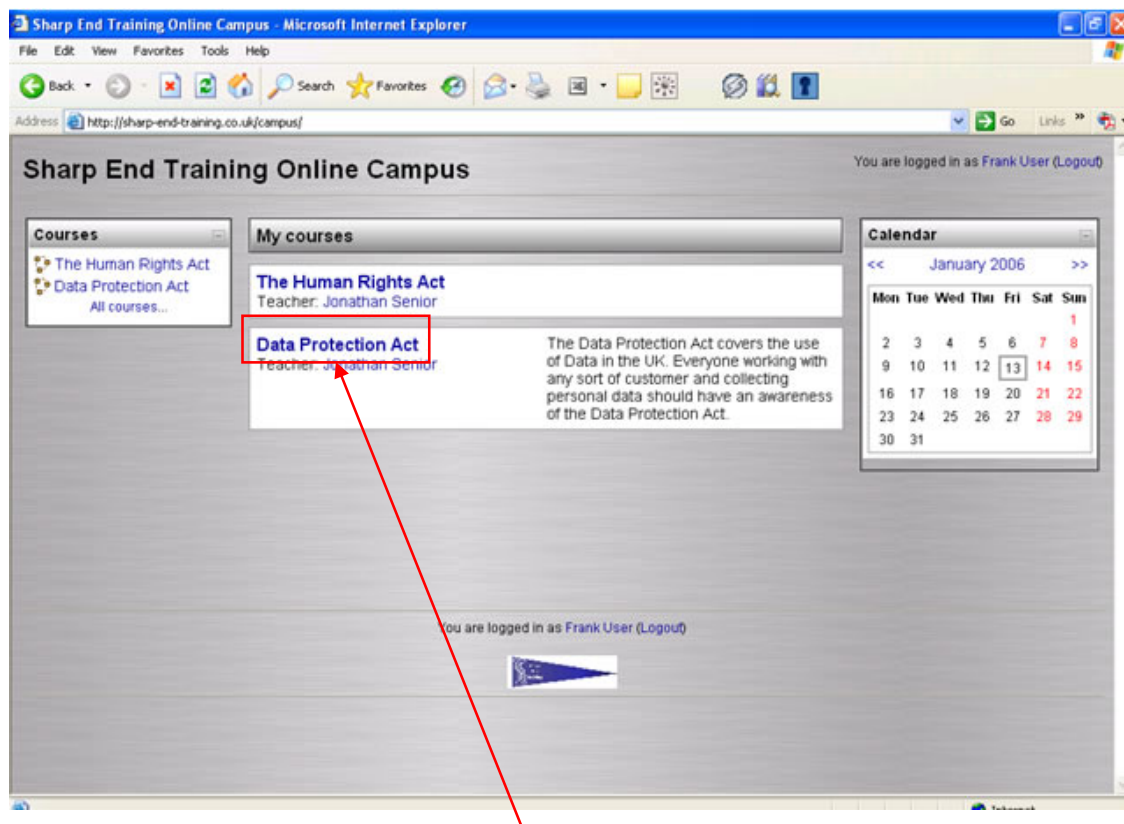 Sharp End Training Online Campus - Microsoft Internet Explorer
File Edit View Favorites Tools Help
Back Search Favorites
Address http://sharp-end-training.co.uk/campus/ Go Links »
Sharp End Training Online Campus
You are logged in as Frank User (Logout)
Courses
The Human Rights Act
Data Protection Act
All courses...
My courses
The Human Rights Act
Teacher: Jonathan Senior
Data Protection Act
Teacher: Jonathan Senior
The Data Protection Act covers the use
of Data in the UK. Everyone working with
any sort of customer and collecting
personal data should have an awareness
of the Data Protection Act.
Calendar
<< January 2006 >>
Mon Tue Wed Thu Fri Sat Sun
1
2 3 4 5 6 7 8
9 10 11 12 13 14 15
16 17 18 19 20 21 22
23 24 25 26 27 28 29
30 31
You are logged in as Frank User (Logout)